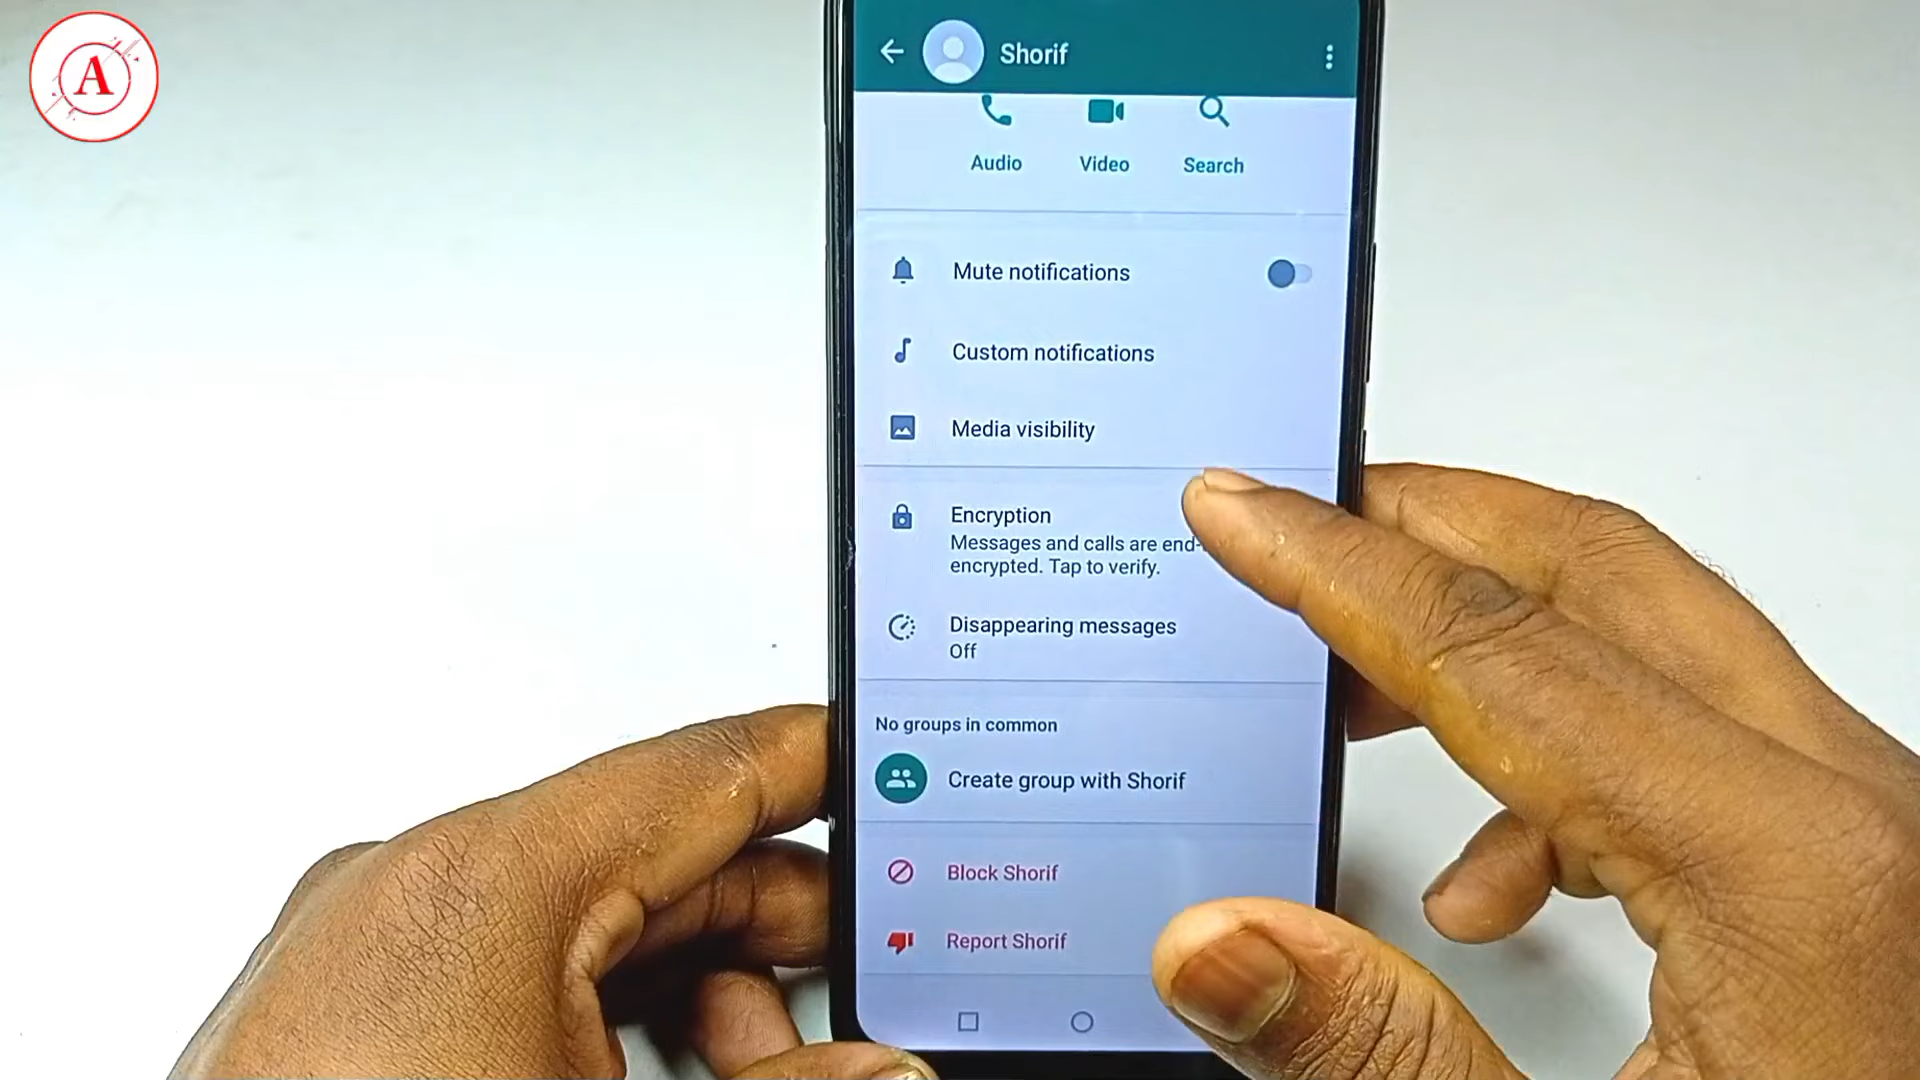 A
Shorif
Audio Video Search
Mute notifications
Custom notifications
Media visibility
Encryption
Messages and calls are end-
encrypted. Tap to verify.
Disappearing messages
Off
No groups in common
Create group with Shorif
Block Shorif
Report Shorif